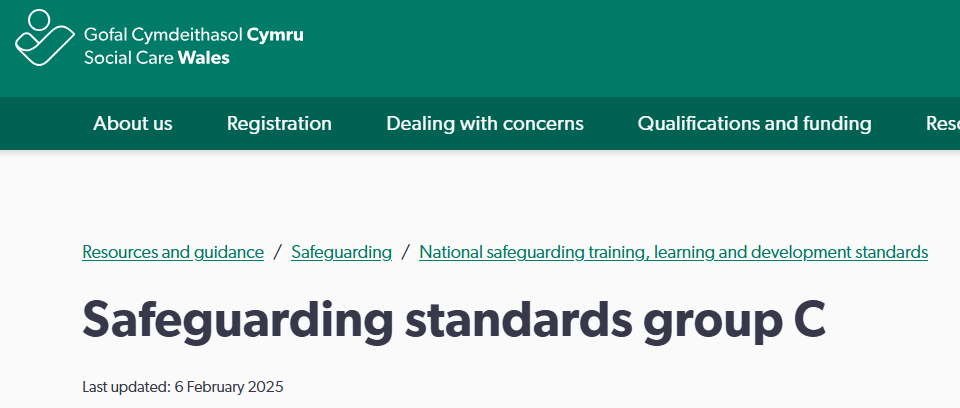 Gofal Cymdeithasol Cymru
Social Care Wales
About us Registration Dealing with concerns Qualifications and funding
Resources and guidance / Safeguarding / National safeguarding training, learning and development standards
Safeguarding standards group C
Last updated: 6 February 2025